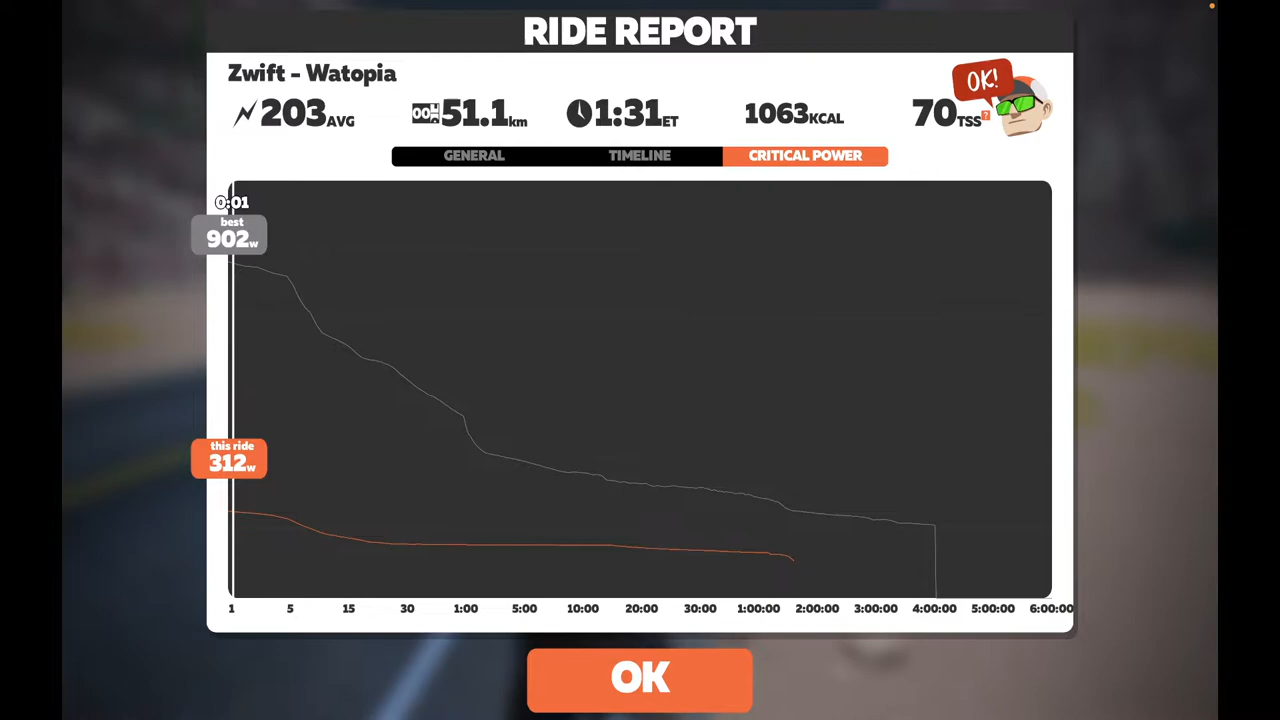 RIDE REPORT
Zwift - Watopia
OK!
203AVG 51.1km 1:31ET 1063KCAL 70TSS?
GENERAL TIMELINE CRITICAL POWER
0:01
best
902w
this ride
312w
1 5 15 30 1:00 5:00 10:00 20:00 30:00 1:00:00 2:00:00 3:00:00 4:00:00 5:00:00 6:00:00
OK